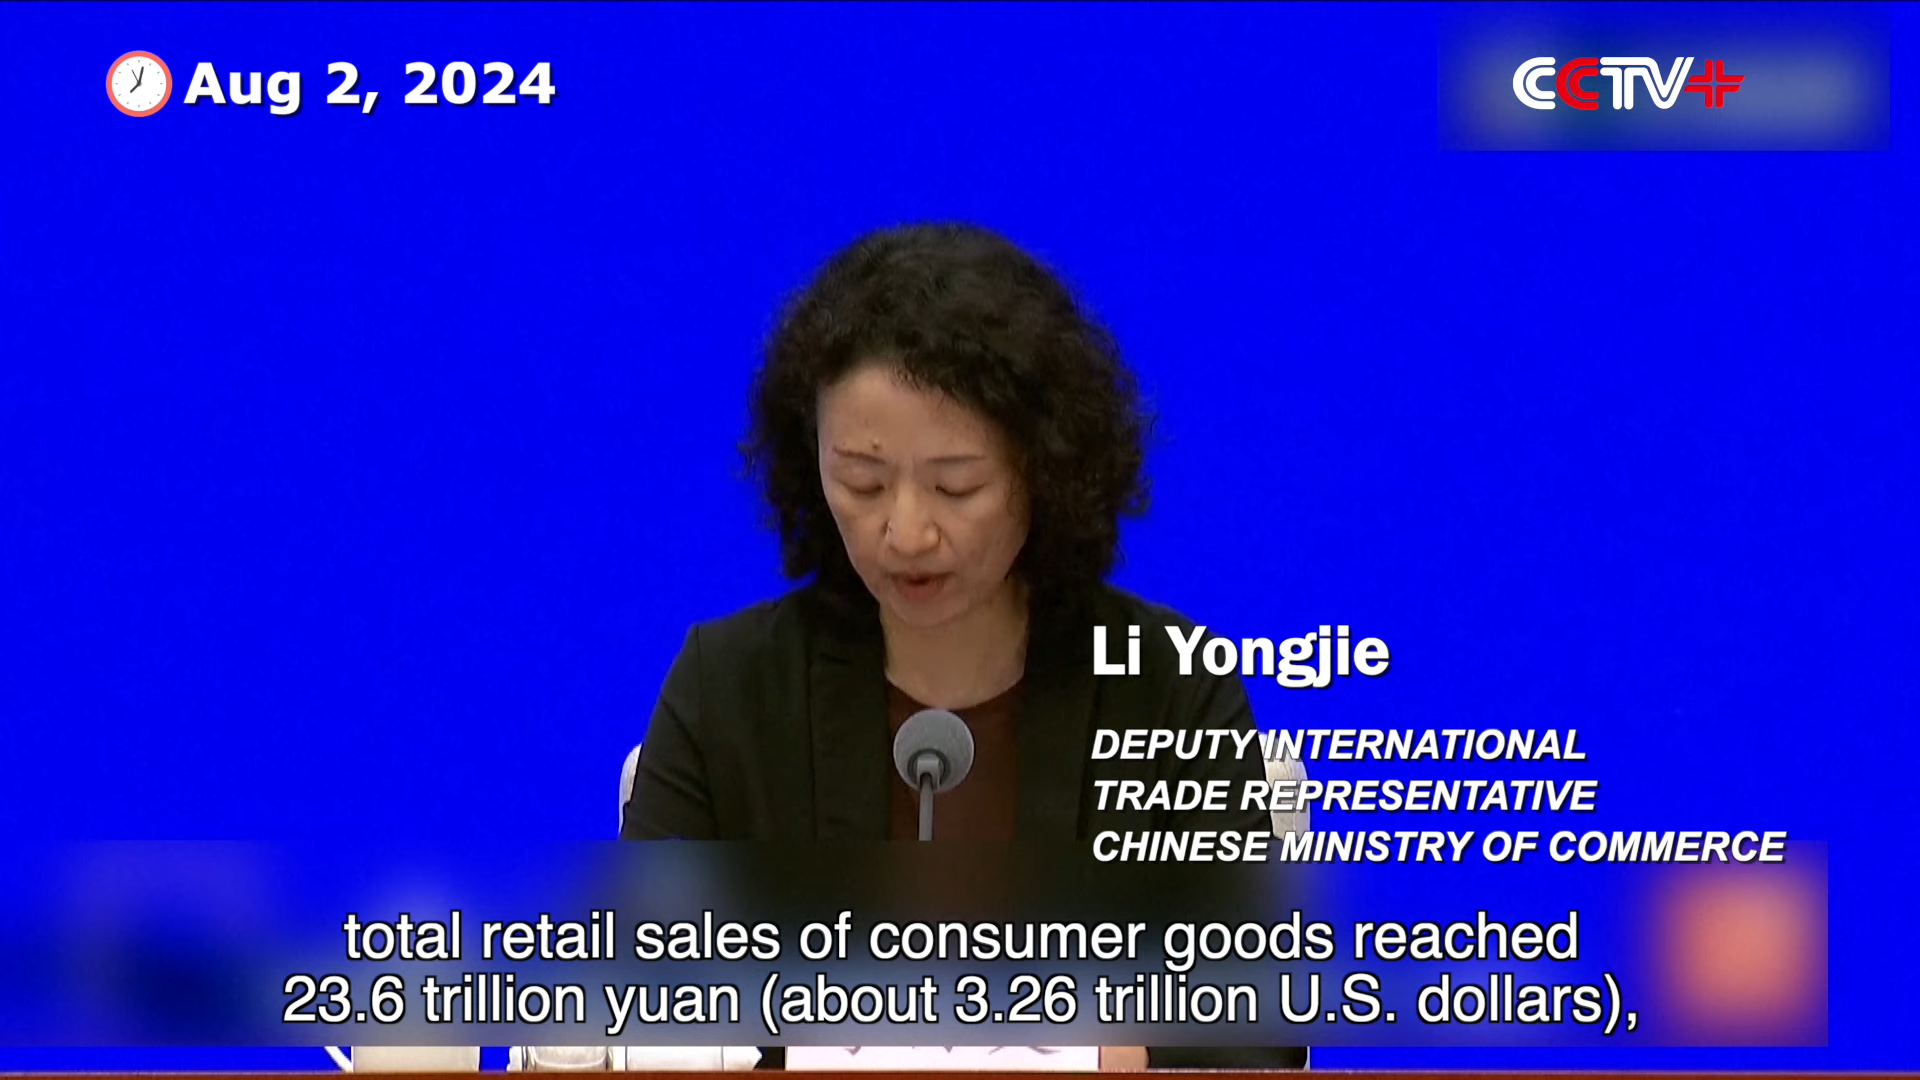 Aug 2, 2024
CCTV+
Li Yongjie
DEPUTY INTERNATIONAL
TRADE REPRESENTATIVE
CHINESE MINISTRY OF COMMERCE
total retail sales of consumer goods reached
23.6 trillion yuan (about 3.26 trillion U.S. dollars),